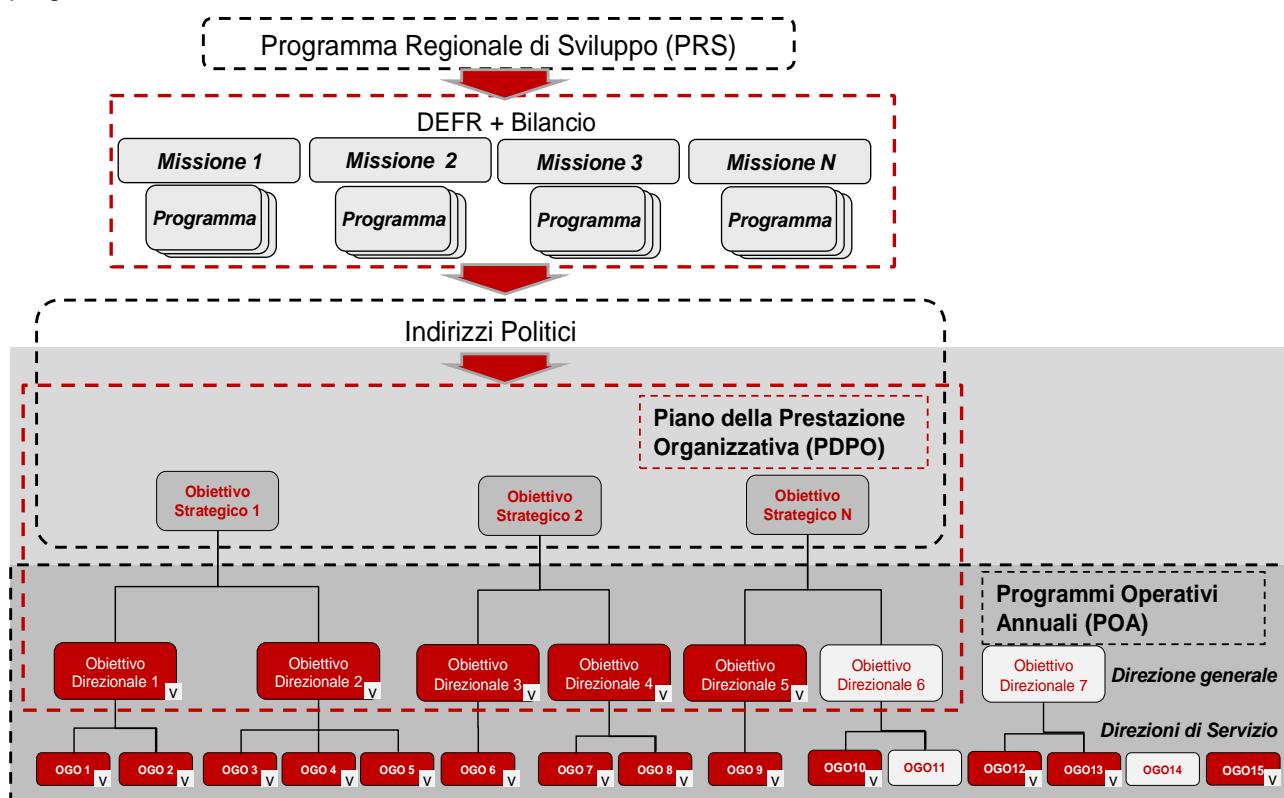 Programma Regionale di Sviluppo (PRS)
DEFR + Bilancio
Missione 1
Missione 2
Missione 3
Missione N
Programma
Programma
Programma
Programma
Indirizzi Politici
Piano della Prestazione
Organizzativa (PDPO)
Obiettivo
Strategico 1
Obiettivo
Strategico 2
Obiettivo
Strategico N
Programmi Operativi
Annuali (POA)
Obiettivo
Direzionale 1
V
Obiettivo
Direzionale 2
V
Obiettivo
Direzionale 3
V
Obiettivo
Direzionale 4
V
Obiettivo
Direzionale 5
V
Obiettivo
Direzionale 6
Obiettivo
Direzionale 7
Direzione generale
Direzioni di Servizio
OGO 1
V
OGO 2
V
OGO 3
V
OGO 4
V
OGO 5
V
OGO 6
V
OGO 7
V
OGO 8
V
OGO 9
V
OGO10
V
OGO11
OGO12
V
OGO13
V
OGO14
OGO15
V